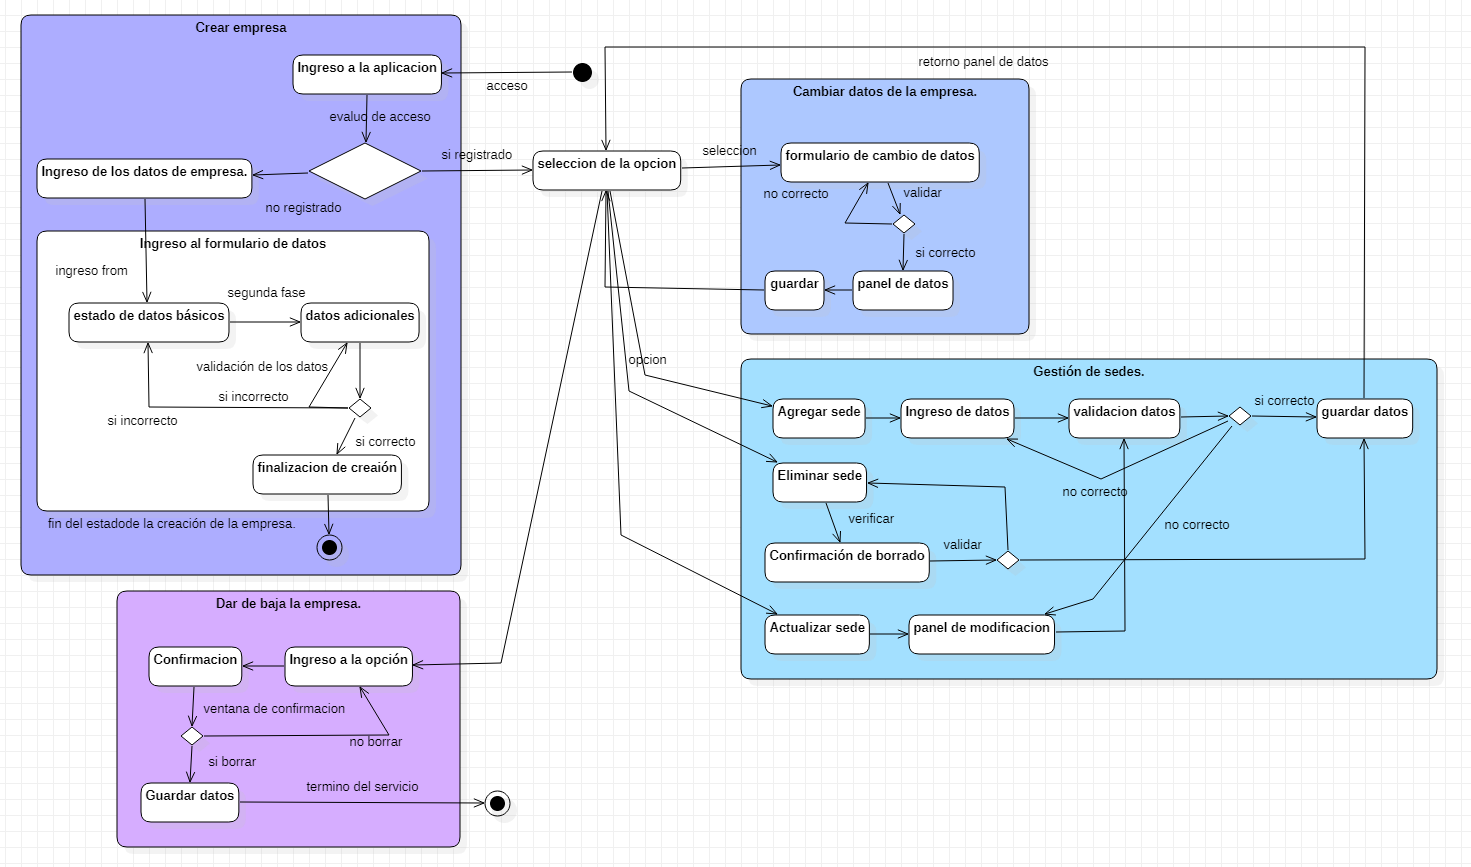 Crear empresa
Ingreso a la aplicacion
acceso
evaluo de acceso
si registrado
Ingreso de los datos de empresa.
no registrado
Ingreso al formulario de datos
ingreso from
segunda fase
estado de datos básicos
datos adicionales
validación de los datos
si incorrecto
si incorrecto
si correcto
finalizacion de creaión
fin del estadode la creación de la empresa.
seleccion de la opcion
seleccion
retorno panel de datos
Cambiar datos de la empresa.
formulario de cambio de datos
no correcto
validar
si correcto
guardar
panel de datos
opcion
Gestión de sedes.
Agregar sede
Ingreso de datos
validacion datos
si correcto
guardar datos
Eliminar sede
no correcto
verificar
no correcto
Confirmación de borrado
validar
Actualizar sede
panel de modificacion
Dar de baja la empresa.
Confirmacion
Ingreso a la opción
ventana de confirmacion
no borrar
si borrar
Guardar datos
termino del servicio